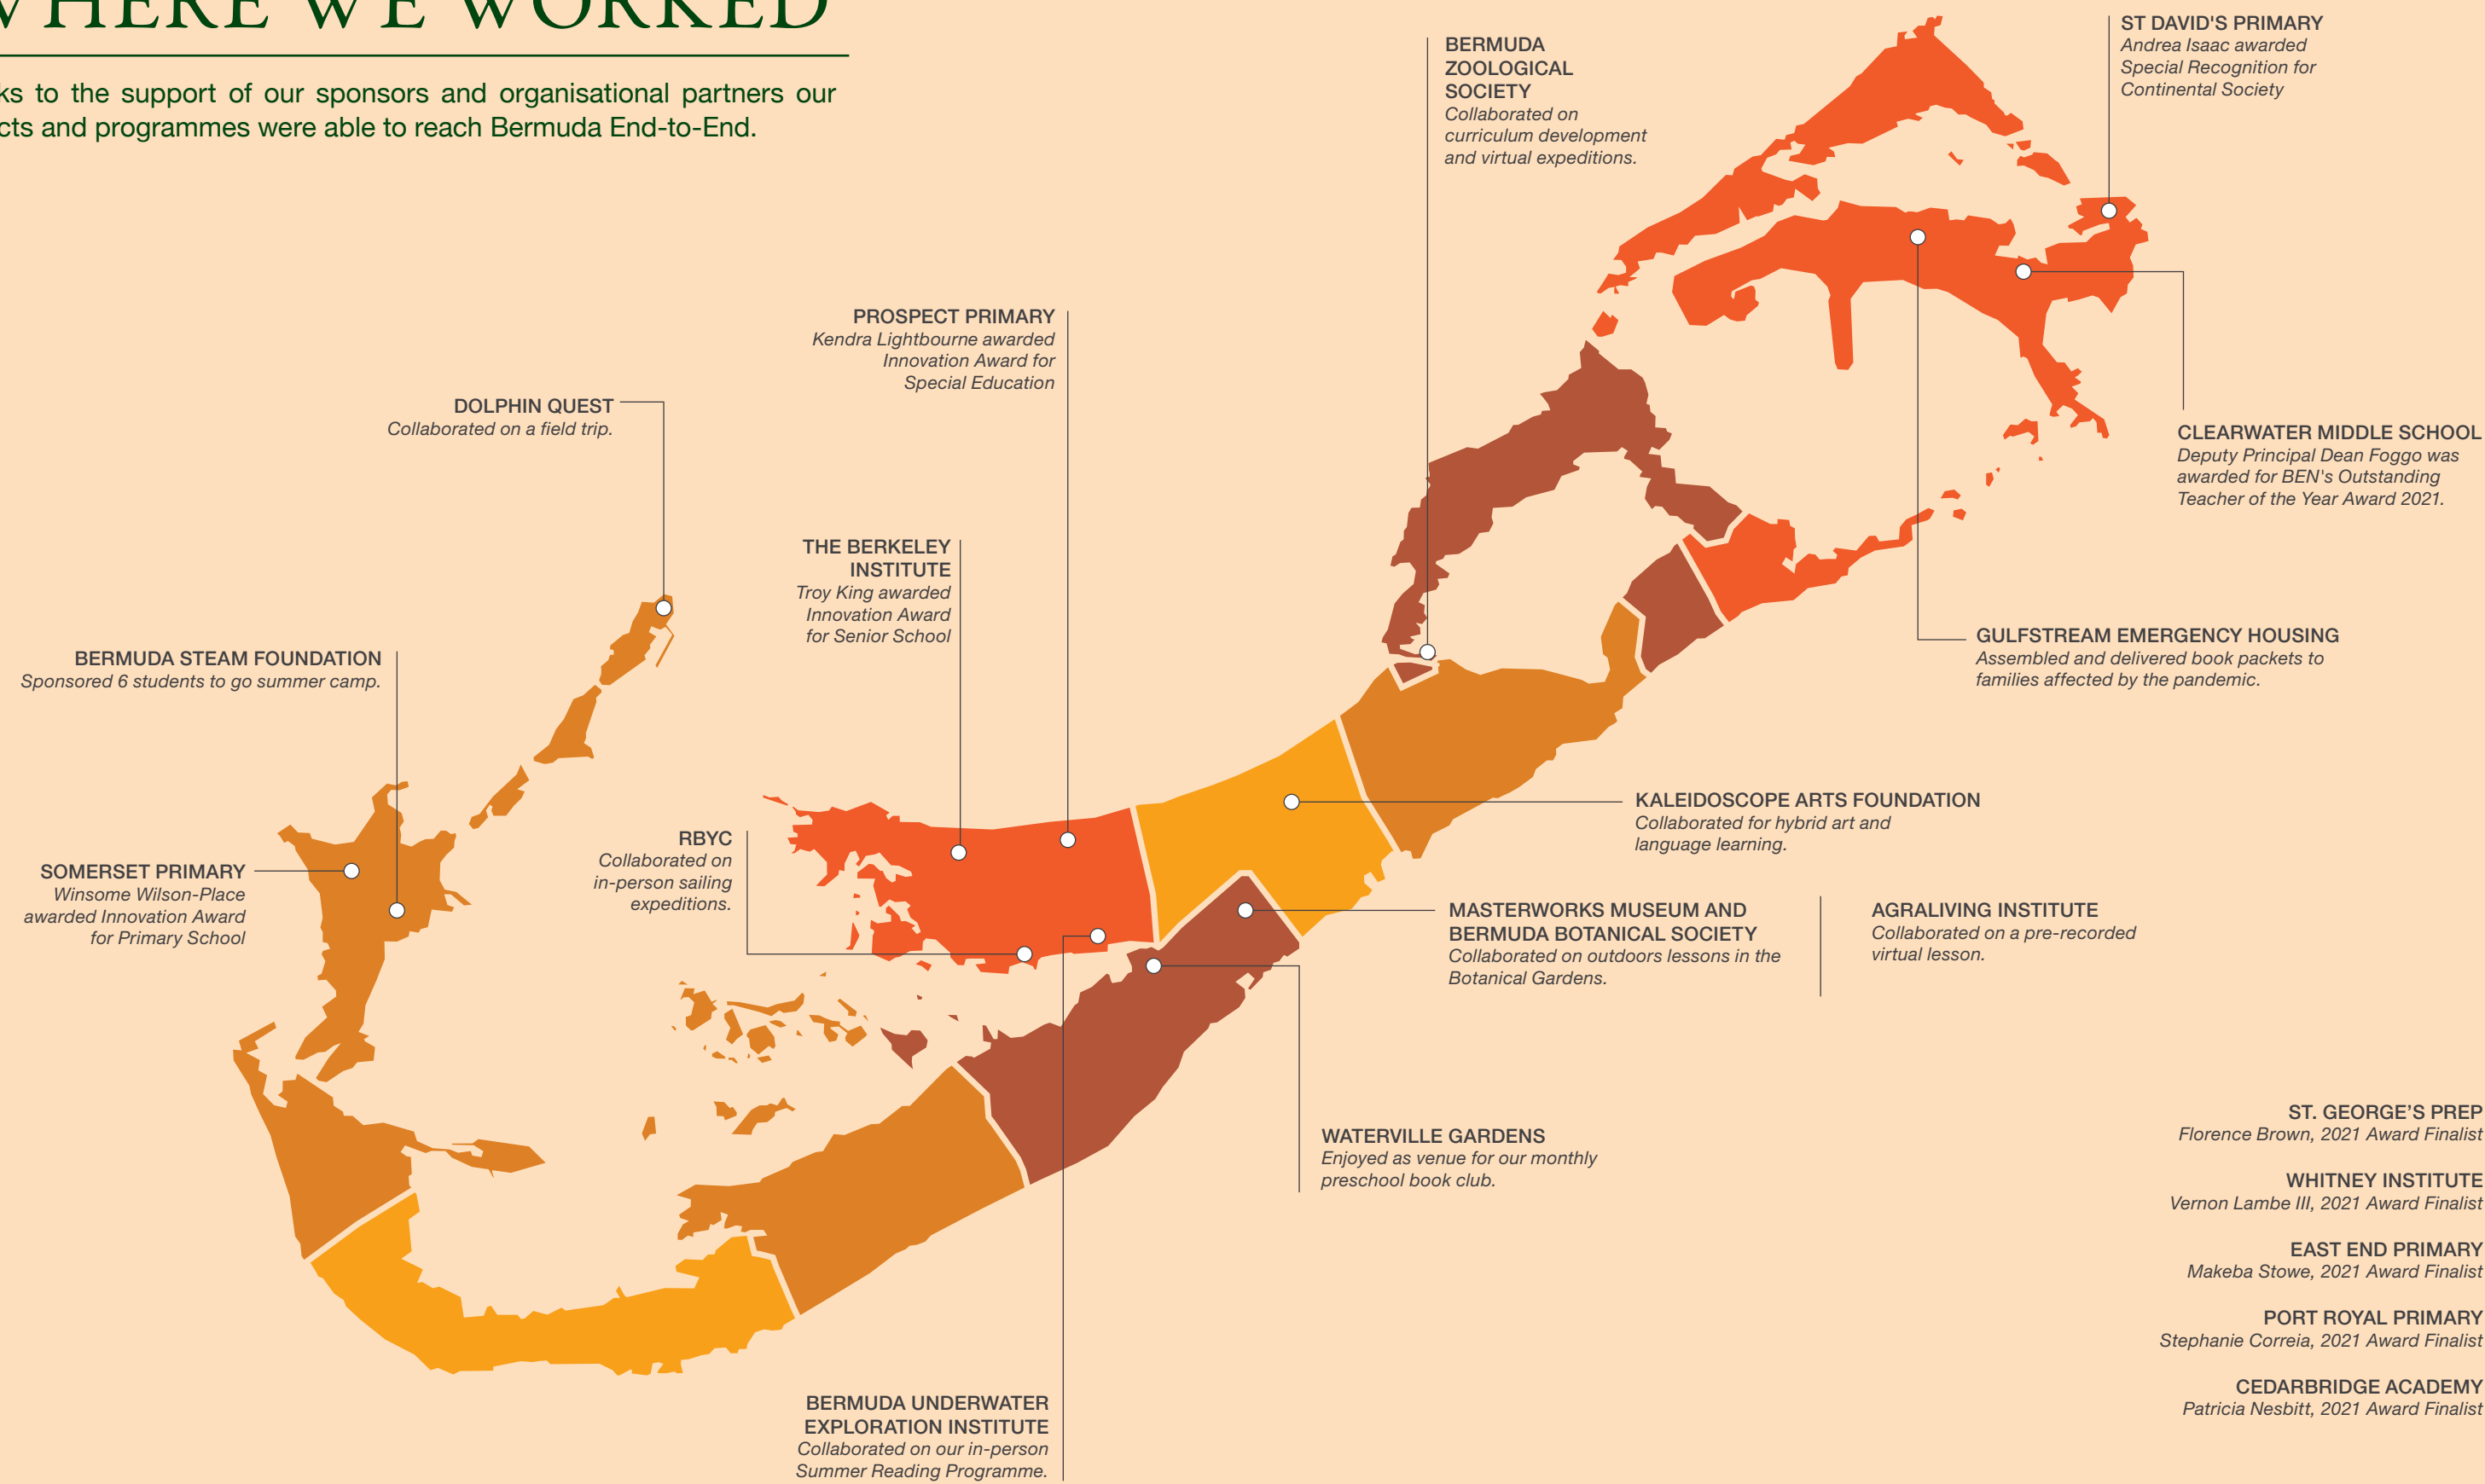 WHERE WE WORKED
ks to the support of our sponsors and organisational partners our
cts and programmes were able to reach Bermuda End-to-End.
BERMUDA
ZOOLOGICAL
SOCIETY
Collaborated on
curriculum development
and virtual expeditions.
ST DAVID'S PRIMARY
Andrea Isaac awarded
Special Recognition for
Continental Society
PROSPECT PRIMARY
Kendra Lightbourne awarded
Innovation Award for
Special Education
DOLPHIN QUEST
Collaborated on a field trip.
CLEARWATER MIDDLE SCHOOL
Deputy Principal Dean Foggo was
awarded for BEN's Outstanding
Teacher of the Year Award 2021.
THE BERKELEY
INSTITUTE
Troy King awarded
Innovation Award
for Senior School
BERMUDA STEAM FOUNDATION
Sponsored 6 students to go summer camp.
GULFSTREAM EMERGENCY HOUSING
Assembled and delivered book packets to
families affected by the pandemic.
KALEIDOSCOPE ARTS FOUNDATION
Collaborated for hybrid art and
language learning.
RBYC
Collaborated on
in-person sailing
expeditions.
SOMERSET PRIMARY
Winsome Wilson-Place
awarded Innovation Award
for Primary School
MASTERWORKS MUSEUM AND
BERMUDA BOTANICAL SOCIETY
Collaborated on outdoors lessons in the
Botanical Gardens.
AGRALIVING INSTITUTE
Collaborated on a pre-recorded
virtual lesson.
WATERVILLE GARDENS
Enjoyed as venue for our monthly
preschool book club.
ST. GEORGE’S PREP
Florence Brown, 2021 Award Finalist
WHITNEY INSTITUTE
Vernon Lambe III, 2021 Award Finalist
EAST END PRIMARY
Makeba Stowe, 2021 Award Finalist
PORT ROYAL PRIMARY
Stephanie Correia, 2021 Award Finalist
CEDARBRIDGE ACADEMY
Patricia Nesbitt, 2021 Award Finalist
BERMUDA UNDERWATER
EXPLORATION INSTITUTE
Collaborated on our in-person
Summer Reading Programme.